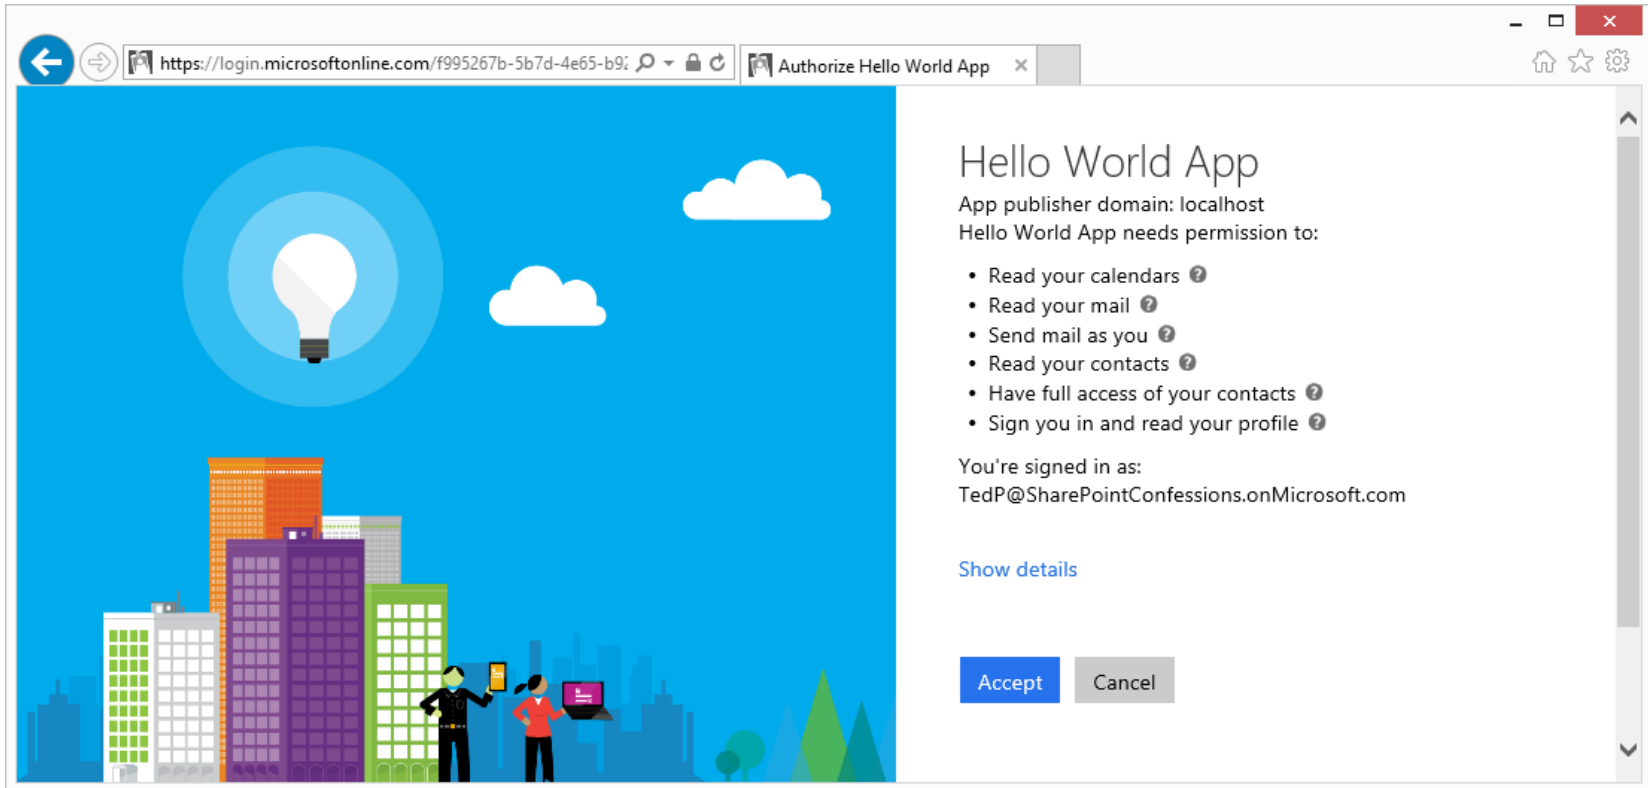 https://login.microsoftonline.com/f995267b-5b7d-4e65-b92
Authorize Hello World App
Hello World App
App publisher domain: localhost
Hello World App needs permission to:
• Read your calendars
• Read your mail
• Send mail as you
• Read your contacts
• Have full access of your contacts
• Sign you in and read your profile
You're signed in as:
TedP@SharePointConfessions.onMicrosoft.com
Show details
Accept
Cancel